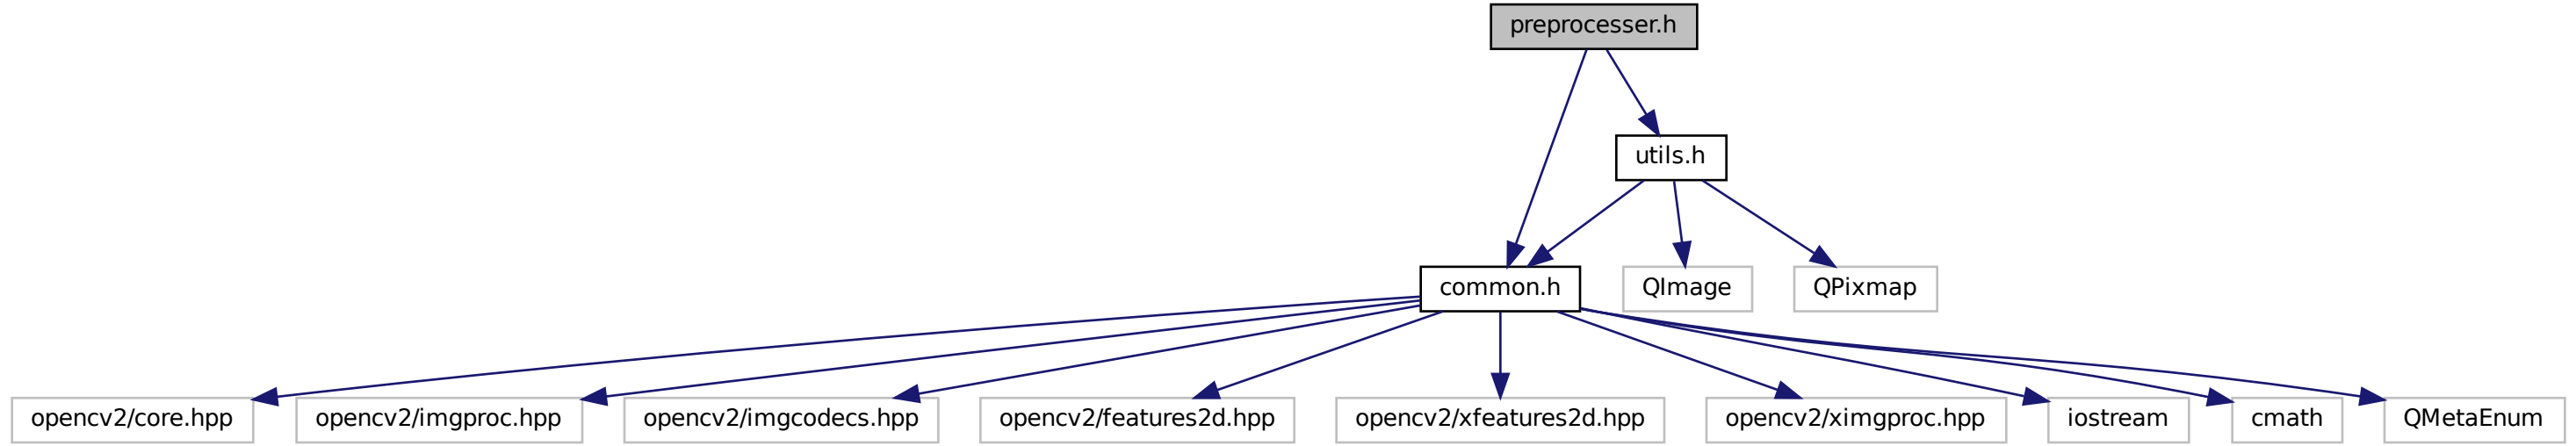 preprocesser.h
utils.h
common.h
QImage
QPixmap
opencv2/core.hpp
opencv2/imgproc.hpp
opencv2/imgcodecs.hpp
opencv2/features2d.hpp
opencv2/xfeatures2d.hpp
opencv2/ximgproc.hpp
iostream
cmath
QMetaEnum